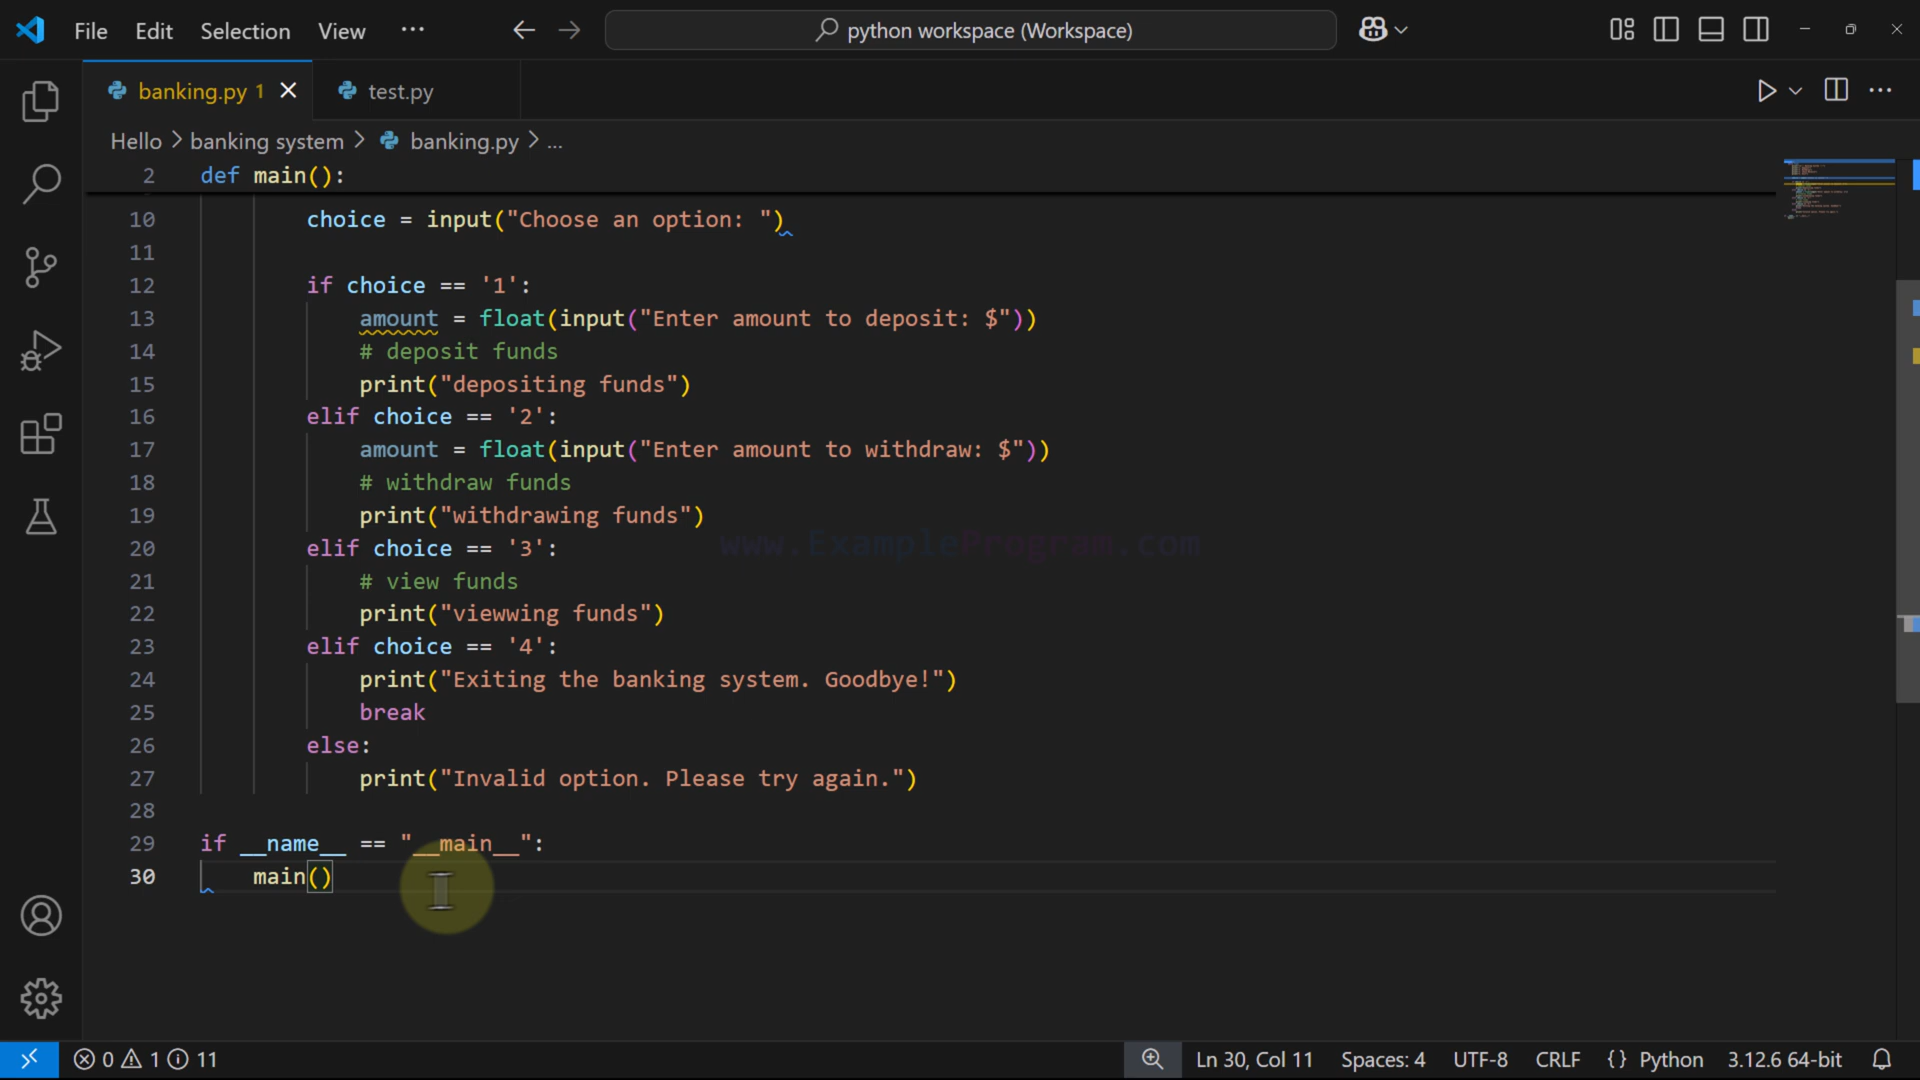 File Edit Selection View ... python workspace (Workspace)
banking.py 1 test.py
Hello > banking system > banking.py > ...
2 def main():
10 choice = input("Choose an option: ")
11
12 if choice == '1':
13 amount = float(input("Enter amount to deposit: $"))
14 # deposit funds
15 print("depositing funds")
16 elif choice == '2':
17 amount = float(input("Enter amount to withdraw: $"))
18 # withdraw funds
19 print("withdrawing funds")
20 elif choice == '3':
www.ExampleProgram.com
21 # view funds
22 print("viewwing funds")
23 elif choice == '4':
24 print("Exiting the banking system. Goodbye!")
25 break
26 else:
27 print("Invalid option. Please try again.")
28
29 if __name__ == "__main__":
30 main()
0 1 11 Ln 30, Col 11 Spaces: 4 UTF-8 CRLF {} Python 3.12.6 64-bit